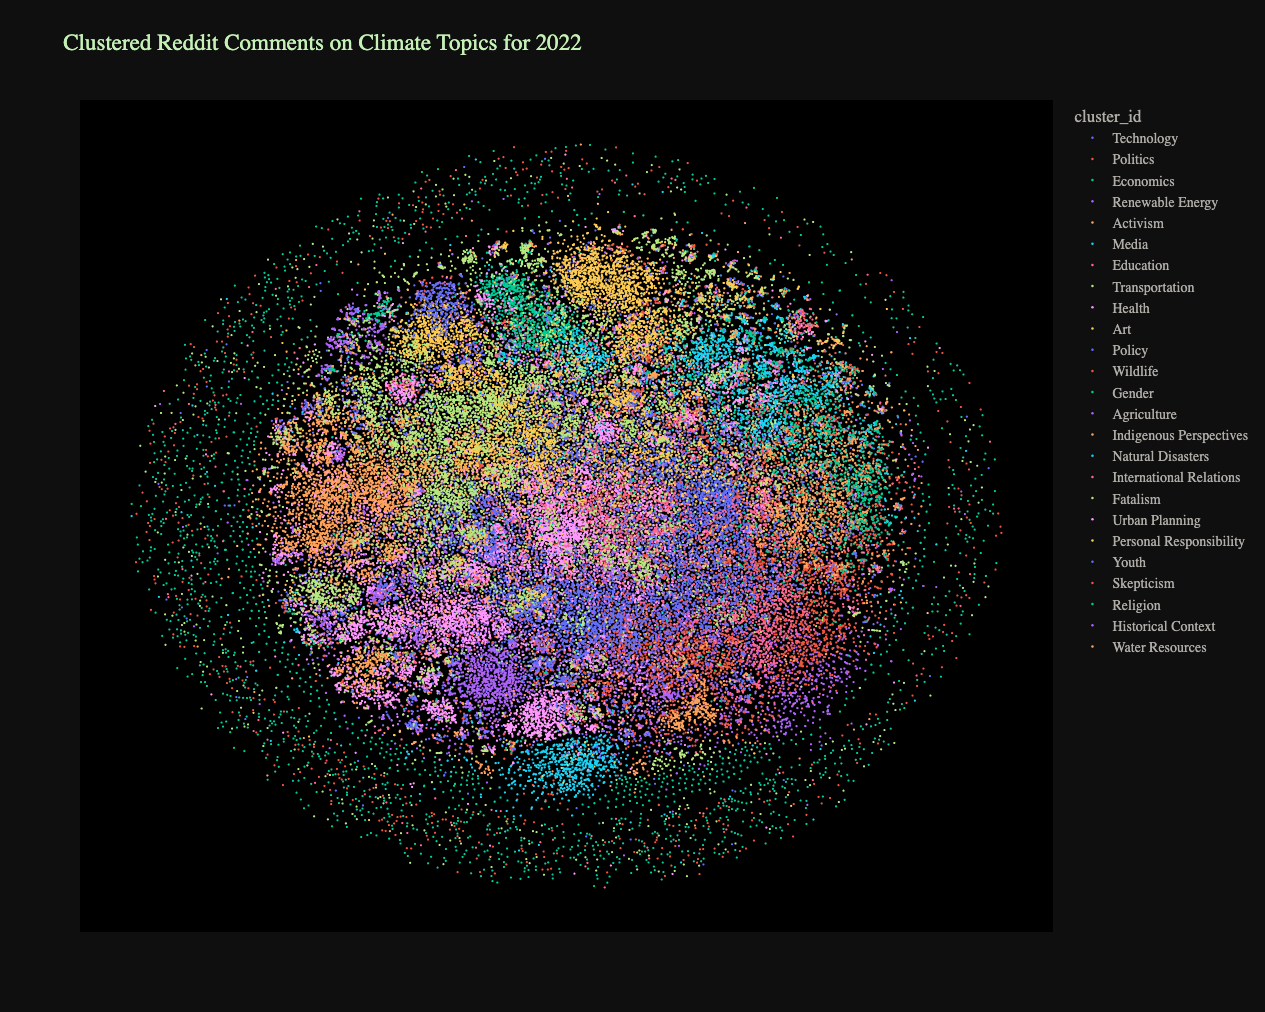 Clustered Reddit Comments on Climate Topics for 2022
cluster_id
Technology
Politics
Economics
Renewable Energy
Activism
Media
Education
Transportation
Health
Art
Policy
Wildlife
Gender
Agriculture
Indigenous Perspectives
Natural Disasters
International Relations
Fatalism
Urban Planning
Personal Responsibility
Youth
Skepticism
Religion
Historical Context
Water Resources